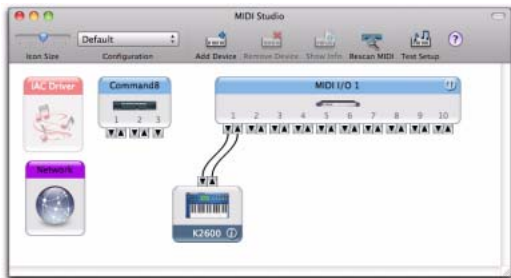 MIDI Studio
Default
Icon Size
Configuration
Add Device
Remove Device
Show Info
Rescan MIDI
Test Setup
?
IAC Driver
Command8
1 2 3
MIDI I/O 1
1 2 3 4 5 6 7 8 9 10
Network
K2600 i